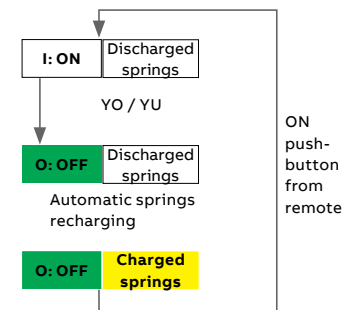 I: ON
Discharged
springs
YO / YU
O: OFF
Discharged
springs
Automatic springs
recharging
O: OFF
Charged
springs
ON
push-
button
from
remote